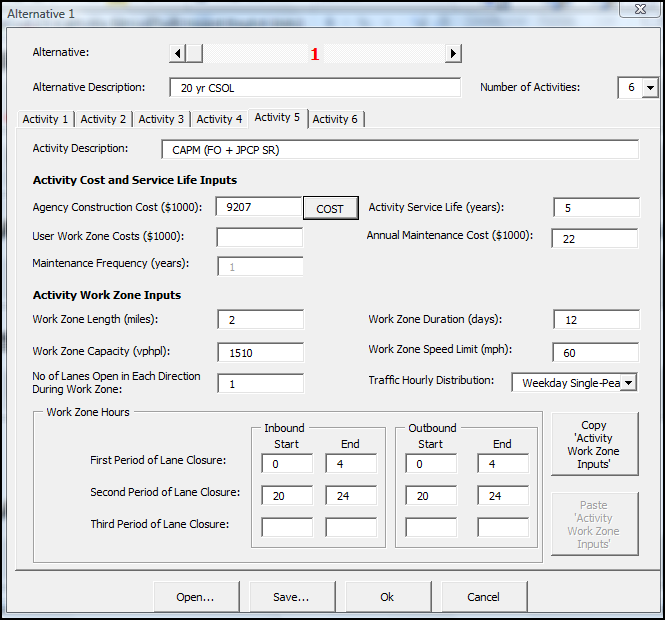 Alternative 1
Alternative: 1
Alternative Description: 20 yr CSOL Number of Activities: 6
Activity 1 Activity 2 Activity 3 Activity 4 Activity 5 Activity 6
Activity Description: CAPM (FO + JPCP SR)
Activity Cost and Service Life Inputs
Agency Construction Cost ($1000): 9207 COST Activity Service Life (years): 5
User Work Zone Costs ($1000): Annual Maintenance Cost ($1000): 22
Maintenance Frequency (years): 1
Activity Work Zone Inputs
Work Zone Length (miles): 2 Work Zone Duration (days): 12
Work Zone Capacity (vphpl): 1510 Work Zone Speed Limit (mph): 60
No of Lanes Open in Each Direction
During Work Zone: 1 Traffic Hourly Distribution: Weekday Single-Pea
Work Zone Hours
Inbound Outbound
Start End Start End
First Period of Lane Closure: 0 4 0 4
Second Period of Lane Closure: 20 24 20 24
Third Period of Lane Closure:
Copy
'Activity
Work Zone
Inputs'
Paste
'Activity
Work Zone
Inputs'
Open... Save... Ok Cancel